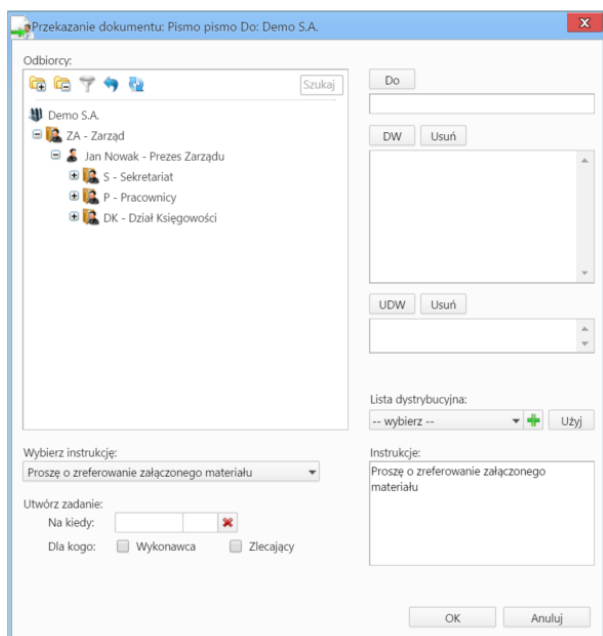 Przekazanie dokumentu: Pismo pismo Do: Demo S.A.
Odbiorcy:
Szukaj
Demo S.A.
ZA - Zarząd
Jan Nowak - Prezes Zarządu
S - Sekretariat
P - Pracownicy
DK - Dział Księgowości
Do
DW Usuń
UDW Usuń
Lista dystrybucyjna:
-- wybierz -- Użyj
Wybierz instrukcję:
Proszę o zreferowanie załączonego materiału
Utwórz zadanie:
Na kiedy:
Dla kogo: Wykonawca Zlecający
Instrukcje:
Proszę o zreferowanie załączonego
materiału
OK Anuluj